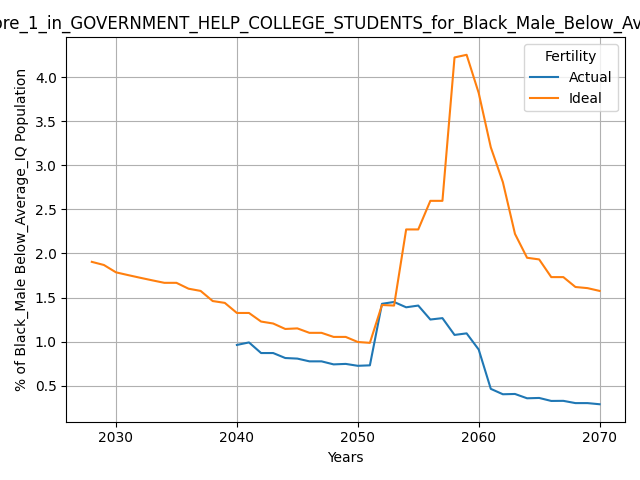 ore_1_in_GOVERNMENT_HELP_COLLEGE_STUDENTS_for_Black_Male_Below_Av
Fertility
Actual
Ideal
% of Black_Male Below_Average_IQ Population
4.0
3.5
3.0
2.5
2.0
1.5
1.0
0.5
2030 2040 2050 2060 2070
Years